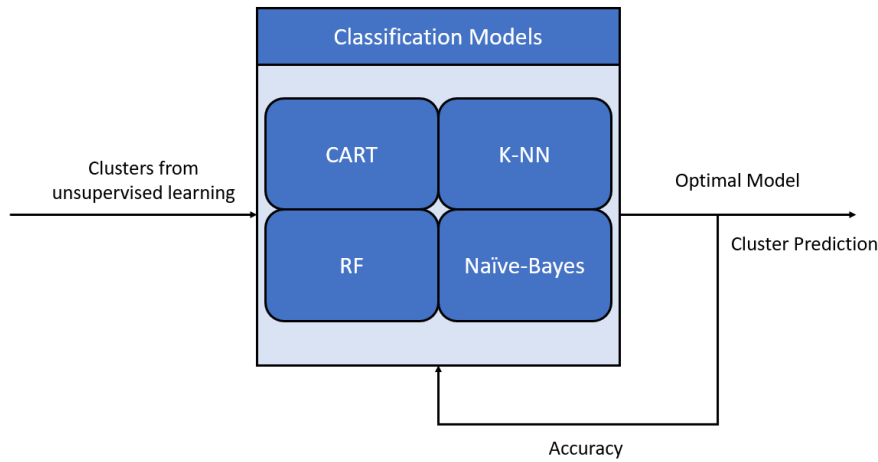 Classification Models
CART
K-NN
Clusters from
unsupervised learning
Optimal Model
RF
Naïve-Bayes
Cluster Prediction
Accuracy